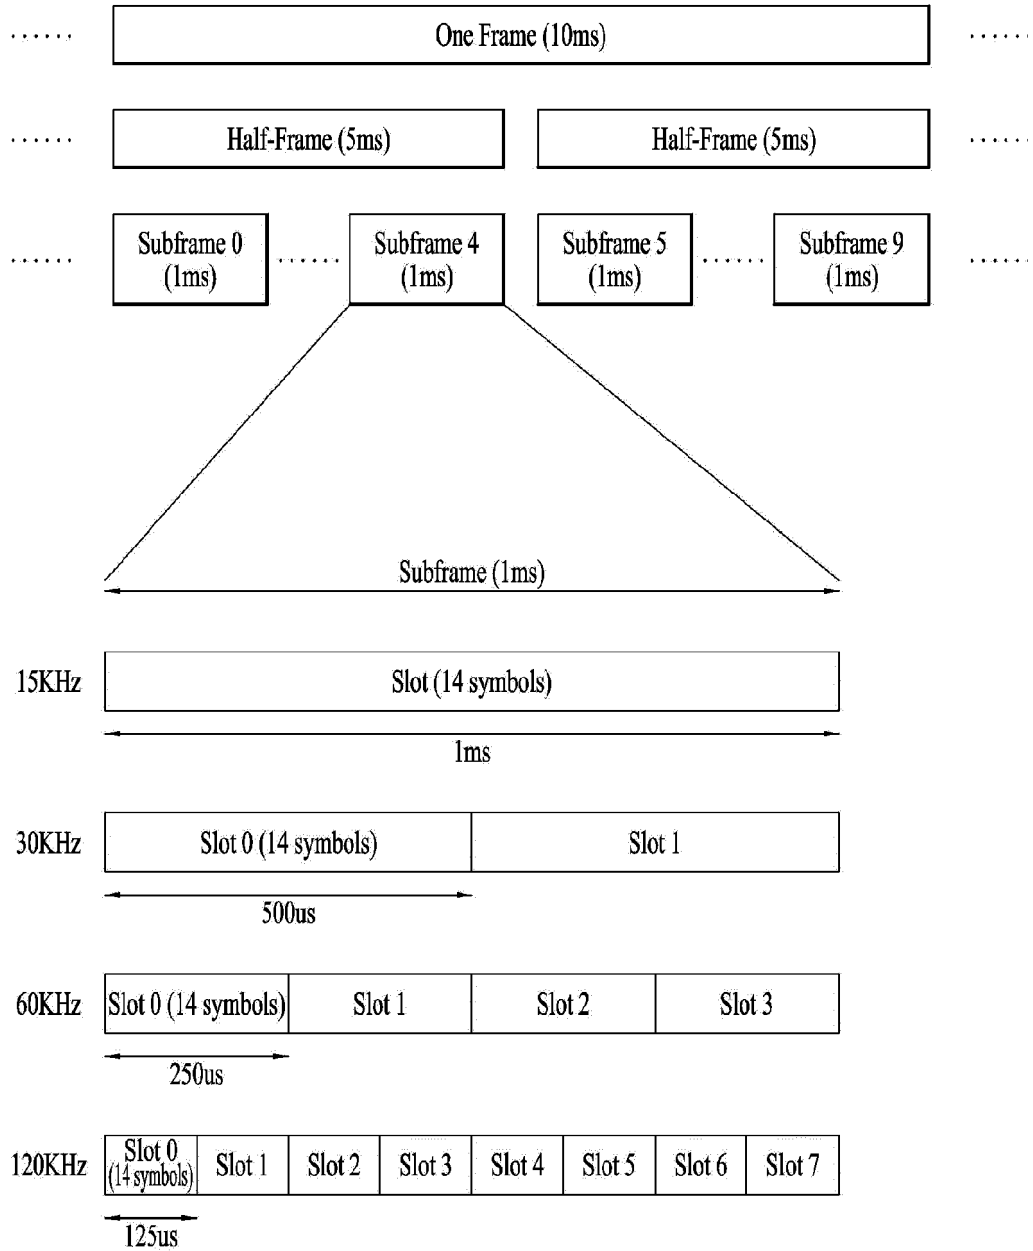 ...... One Frame (10ms) ......
...... Half-Frame (5ms) Half-Frame (5ms) ......
...... Subframe 0 ...... Subframe 4 Subframe 5 ...... Subframe 9 ......
(1ms) (1ms) (1ms) (1ms)
Subframe (1ms)
15KHz Slot (14 symbols)
1ms
30KHz Slot 0 (14 symbols) Slot 1
500us
60KHz Slot 0 (14 symbols) Slot 1 Slot 2 Slot 3
250us
120KHz Slot 0 (14 symbols) Slot 1 Slot 2 Slot 3 Slot 4 Slot 5 Slot 6 Slot 7
125us